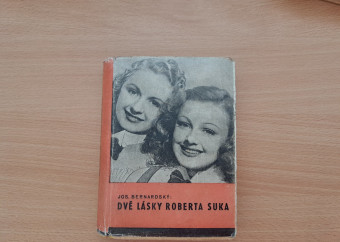 JOS. BERNARDSKÝ:
DVĚ LÁSKY ROBERTA SUKA